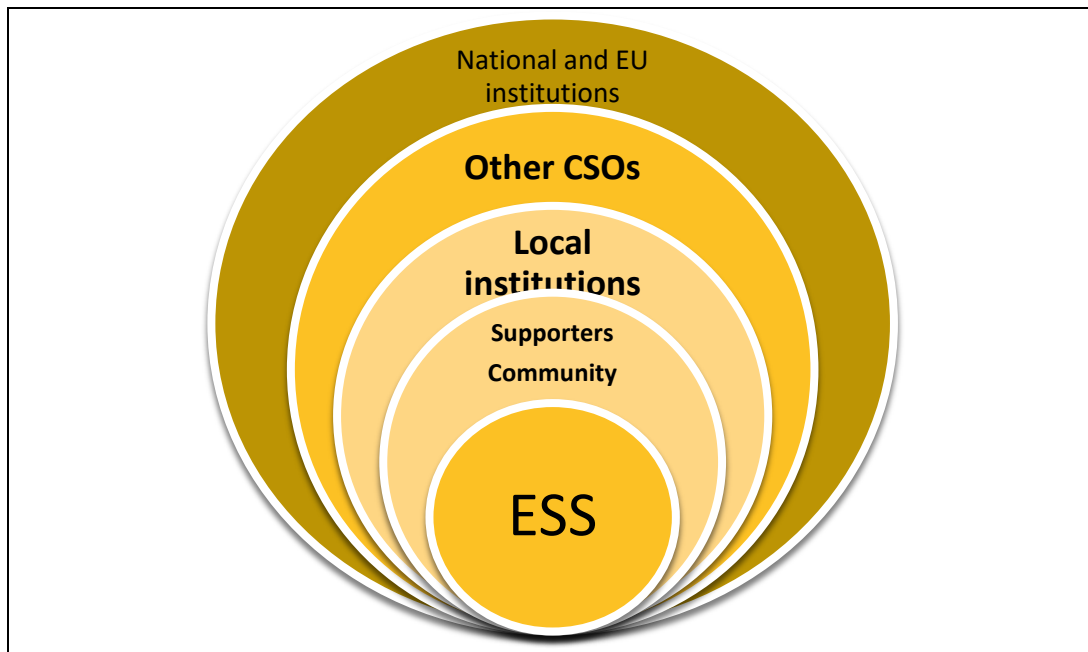 National and EU
institutions
Other CSOs
Local
institutions
Supporters
Community
ESS